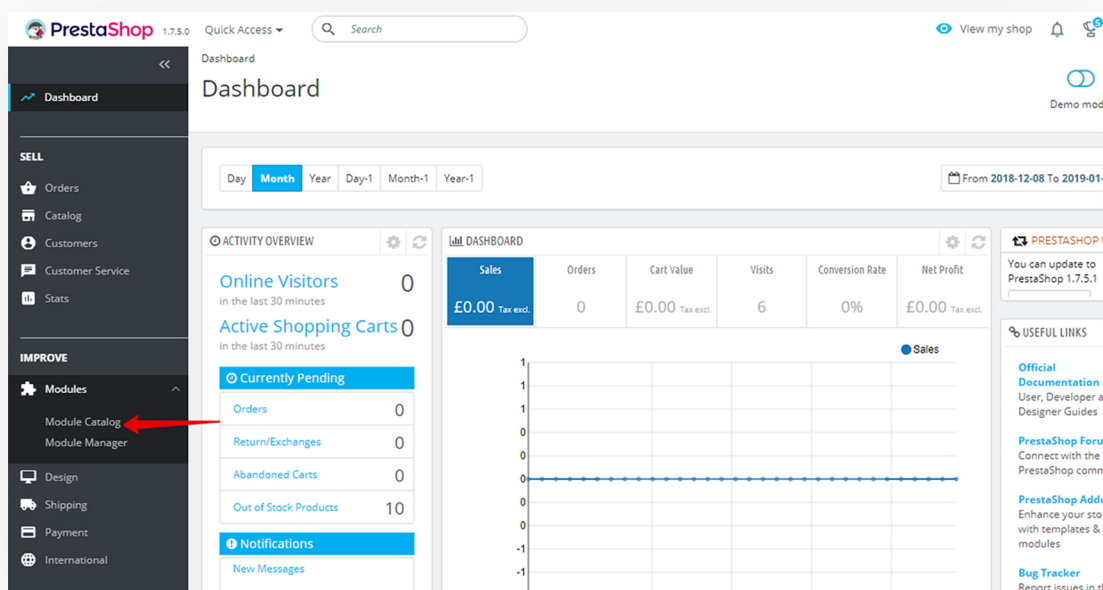 PrestaShop 1.7.5.0 Quick Access Search View my shop 5
Dashboard
Dashboard
Demo mod
Dashboard
SELL
Orders
Catalog
Customers
Customer Service
Stats
IMPROVE
Modules
Module Catalog
Module Manager
Design
Shipping
Payment
International
Day Month Year Day-1 Month-1 Year-1
From 2018-12-08 To 2019-01-
ACTIVITY OVERVIEW
Online Visitors 0
in the last 30 minutes
Active Shopping Carts 0
in the last 30 minutes
Currently Pending
Orders 0
Return/Exchanges 0
Abandoned Carts 0
Out of Stock Products 10
Notifications
New Messages
DASHBOARD
Sales Orders Cart Value Visits Conversion Rate Net Profit
£0.00 Tax excl. 0 £0.00 Tax excl. 6 0% £0.00 Tax excl.
Sales
1
1
1
0
0
0
0
0
-1
-1
PRESTASHOP
You can update to
PrestaShop 1.7.5.1
USEFUL LINKS
Official
Documentation
User, Developer a
Designer Guides
PrestaShop Foru
Connect with the
PrestaShop comm
PrestaShop Addo
Enhance your sto
with templates &
modules
Bug Tracker
Report issues in t